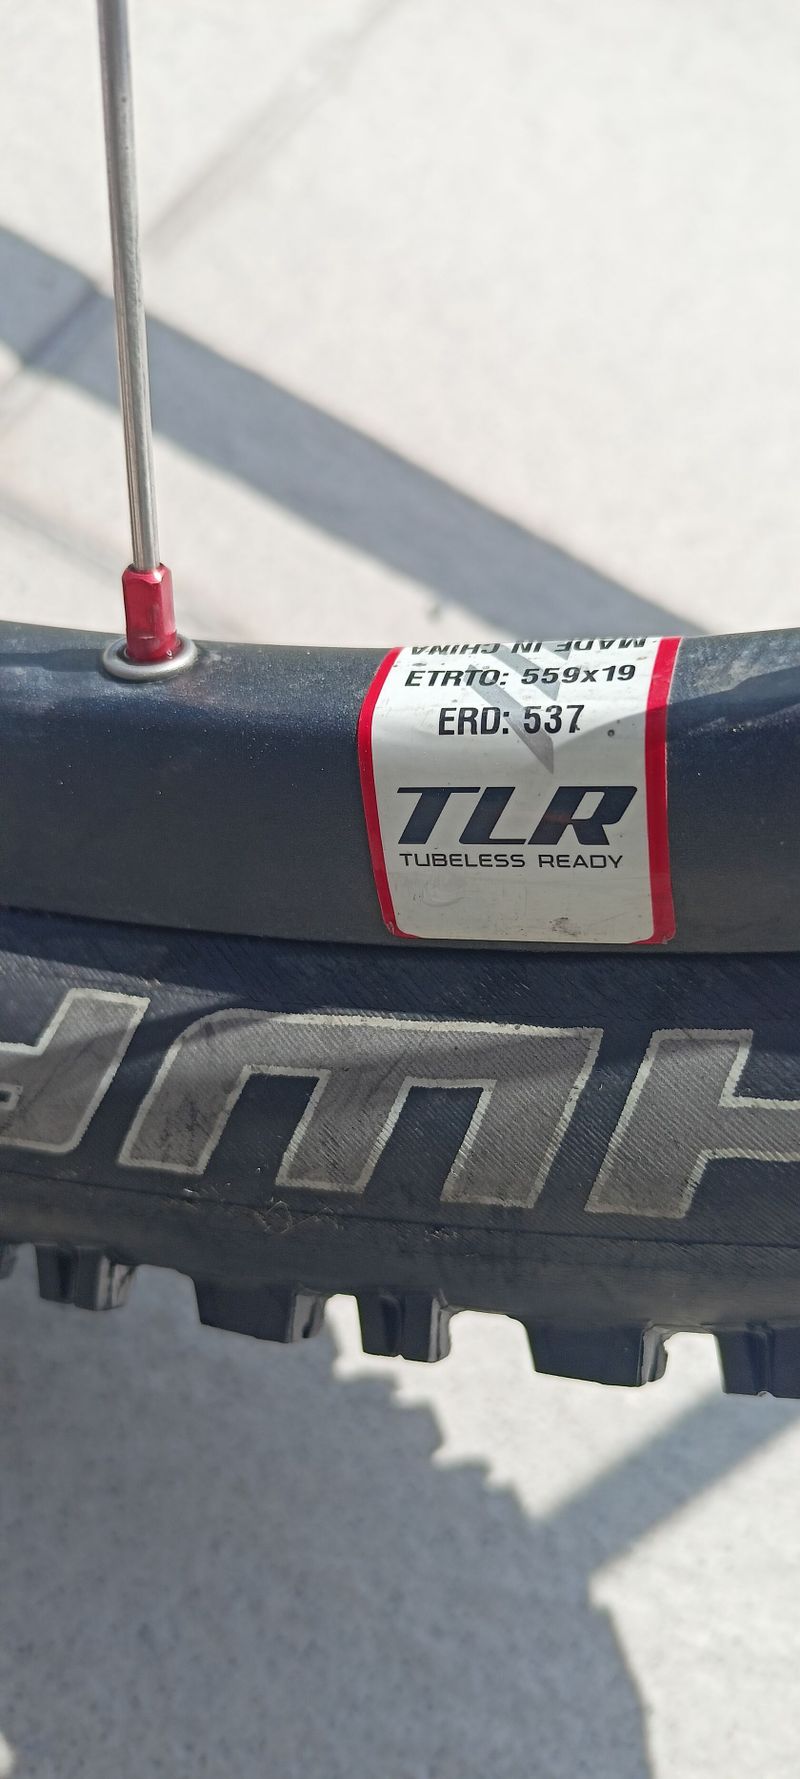 MADE IN CHINA
ETRTO: 559x19
ERD: 537
TLR
TUBELESS READY